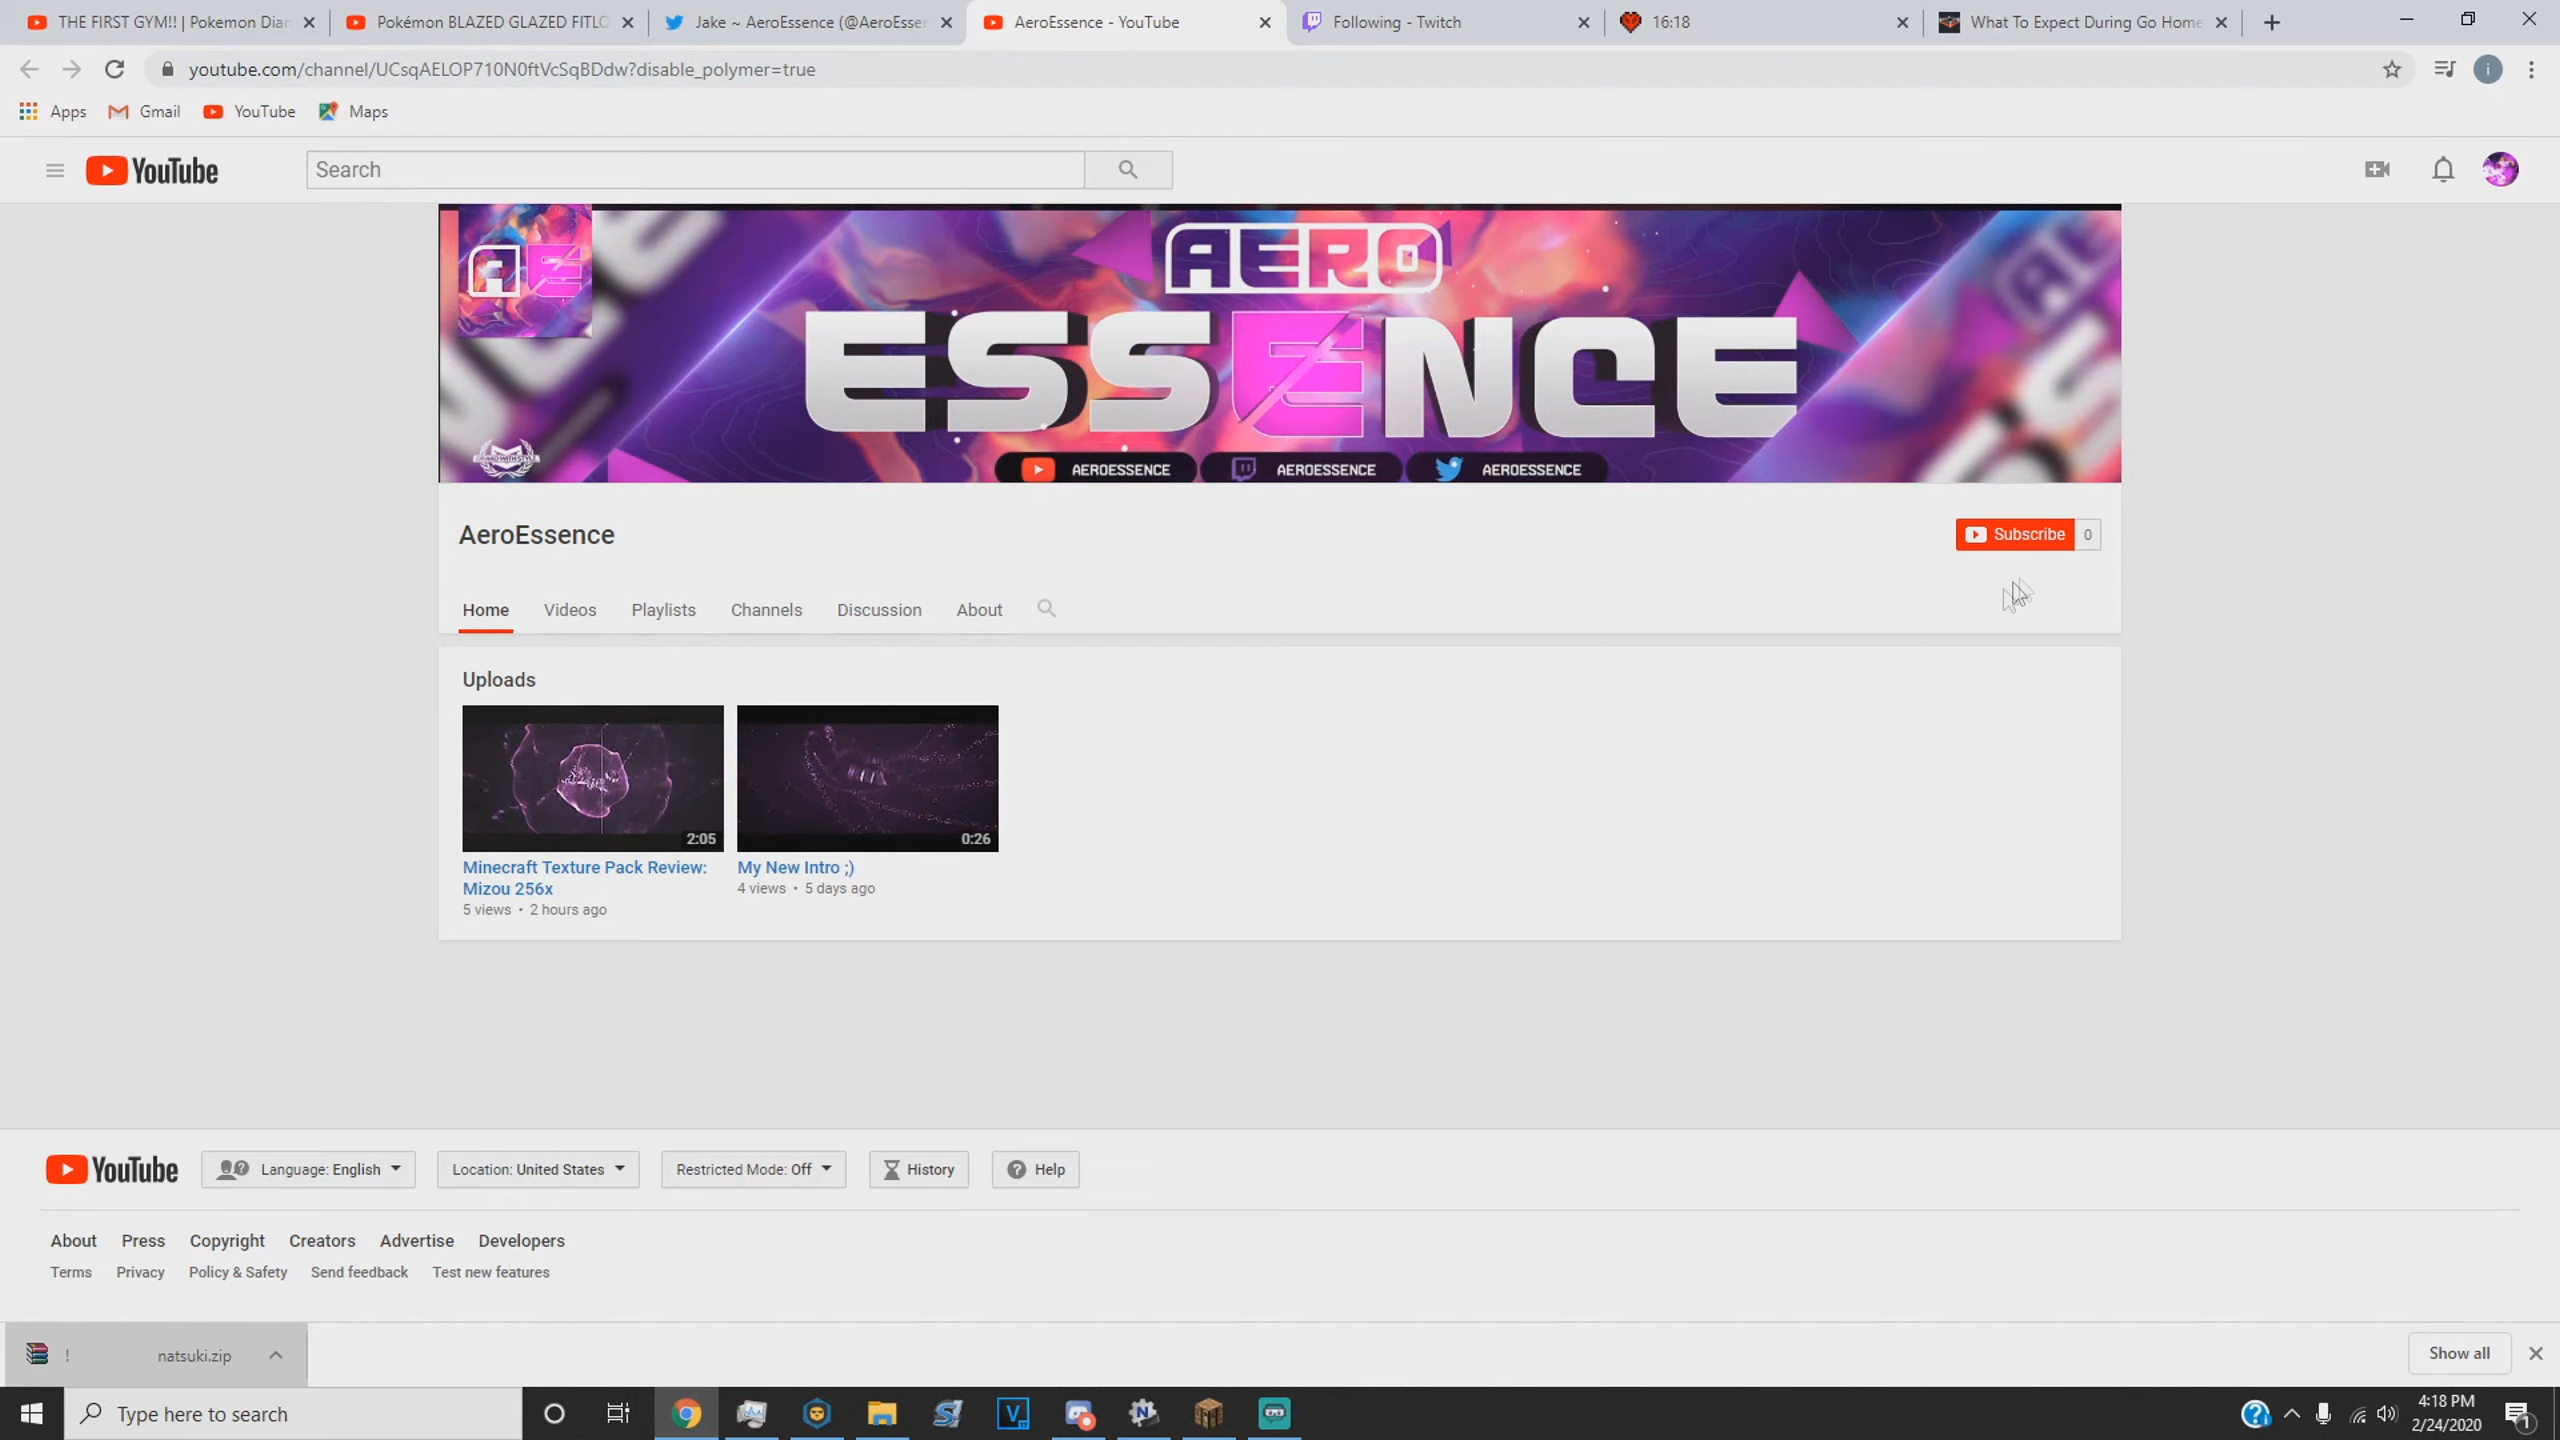 THE FIRST GYM!! | Pokemon Dian
Pokémon BLAZED GLAZED FITLO
Jake ~ AeroEssence (@AeroEssen
AeroEssence - YouTube
Following - Twitch
16:18
What To Expect During Go Home
youtube.com/channel/UCsqAELOP710N0ftVcSqBDdw?disable_polymer=true
i
Apps
Gmail
YouTube
Maps
YouTube
Search
AE
AERO
ESSENCE
AEROESSENCE
AEROESSENCE
AEROESSENCE
AeroEssence
Subscribe 0
Home
Videos
Playlists
Channels
Discussion
About
Uploads
2:05
0:26
Minecraft Texture Pack Review:
Mizou 256x
5 views • 2 hours ago
My New Intro ;)
4 views • 5 days ago
YouTube
Language: English
Location: United States
Restricted Mode: Off
History
Help
About Press Copyright Creators Advertise Developers
Terms Privacy Policy & Safety Send feedback Test new features
! natsuki.zip
Show all
Type here to search
4:18 PM
2/24/2020
1